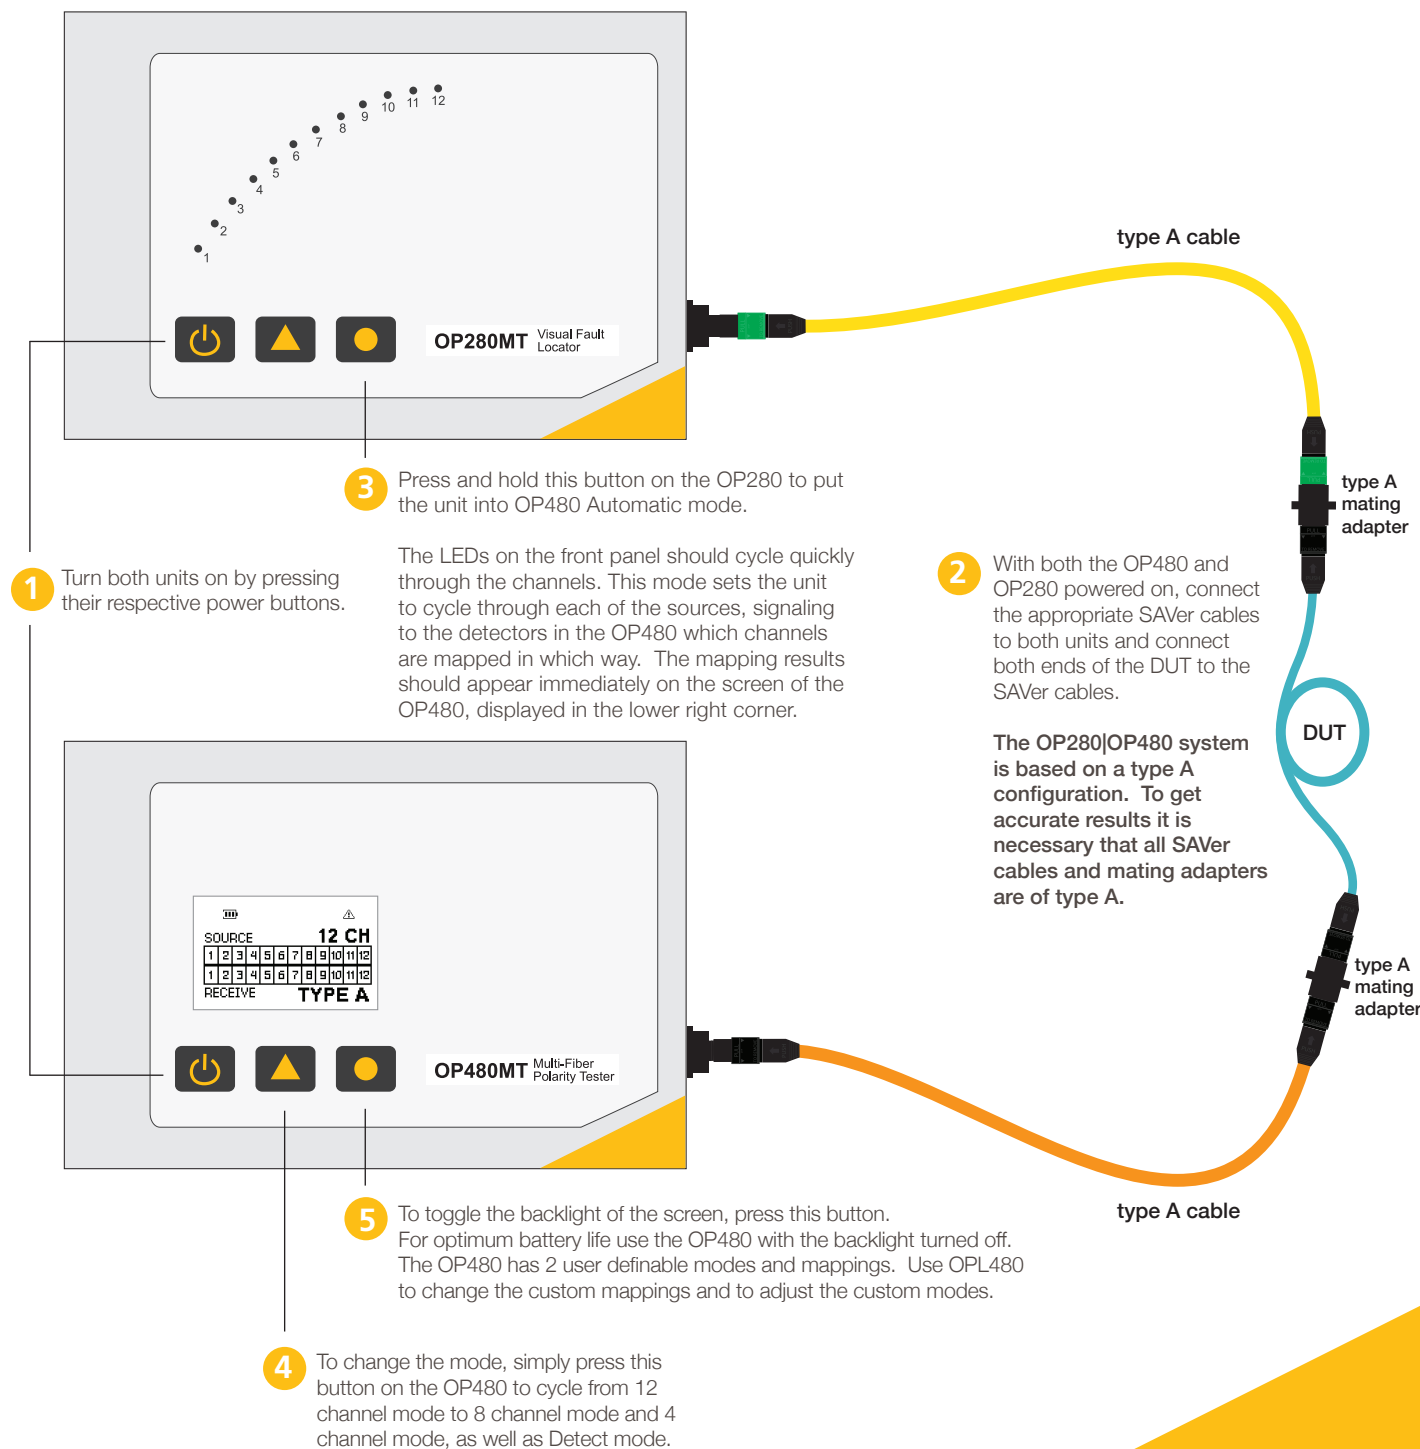 1
2
3
4
5
6
7
8
9
10
11
12
OP280MT Visual Fault
Locator
type A cable
type A
mating
adapter
3 Press and hold this button on the OP280 to put
the unit into OP480 Automatic mode.
The LEDs on the front panel should cycle quickly
through the channels. This mode sets the unit
to cycle through each of the sources, signaling
to the detectors in the OP480 which channels
are mapped in which way. The mapping results
should appear immediately on the screen of the
OP480, displayed in the lower right corner.
1 Turn both units on by pressing
their respective power buttons.
2 With both the OP480 and
OP280 powered on, connect
the appropriate SAVer cables
to both units and connect
both ends of the DUT to the
SAVer cables.
The OP280|OP480 system
is based on a type A
configuration. To get
accurate results it is
necessary that all SAVer
cables and mating adapters
are of type A.
DUT
type A
mating
adapter
SOURCE 12 CH
1 2 3 4 5 6 7 8 9 10 11 12
1 2 3 4 5 6 7 8 9 10 11 12
RECEIVE TYPE A
OP480MT Multi-Fiber
Polarity Tester
type A cable
5 To toggle the backlight of the screen, press this button.
For optimum battery life use the OP480 with the backlight turned off.
The OP480 has 2 user definable modes and mappings. Use OPL480
to change the custom mappings and to adjust the custom modes.
4 To change the mode, simply press this
button on the OP480 to cycle from 12
channel mode to 8 channel mode and 4
channel mode, as well as Detect mode.